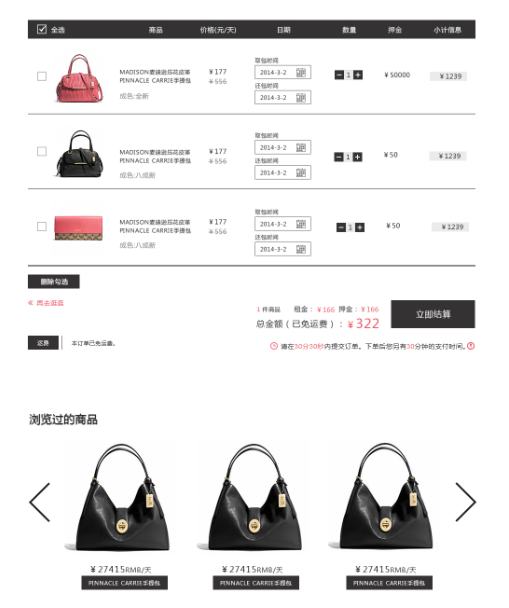 全选 商品 价格(元/天) 日期 数量 押金 小计信息
取包时间
MADISON麦迪逊压花皮革 ¥177 2014-3-2 1 ¥50000 ¥1239
PINNACLE CARRIE手提包 ¥556
还包时间
成色:全新 2014-3-2
取包时间
MADISON麦迪逊压花皮革 ¥177 2014-3-2 1 ¥50 ¥1239
PINNACLE CARRIE手提包 ¥556
还包时间
成色:八成新 2014-3-2
取包时间
MADISON麦迪逊压花皮革 ¥177 2014-3-2 1 ¥50 ¥1239
PINNACLE CARRIE手提包 ¥556
还包时间
成色:八成新 2014-3-2
删除勾选
« 再去逛逛
1 件商品 租金：¥166 押金：¥166
总金额（已免运费）：¥322
立即结算
运费 本订单已免运费。
请在30分30秒内提交订单。下单后您另有30分钟的支付时间。
浏览过的商品
¥27415RMB/天 ¥27415RMB/天 ¥27415RMB/天
PINNACLE CARRIE手提包 PINNACLE CARRIE手提包 PINNACLE CARRIE手提包